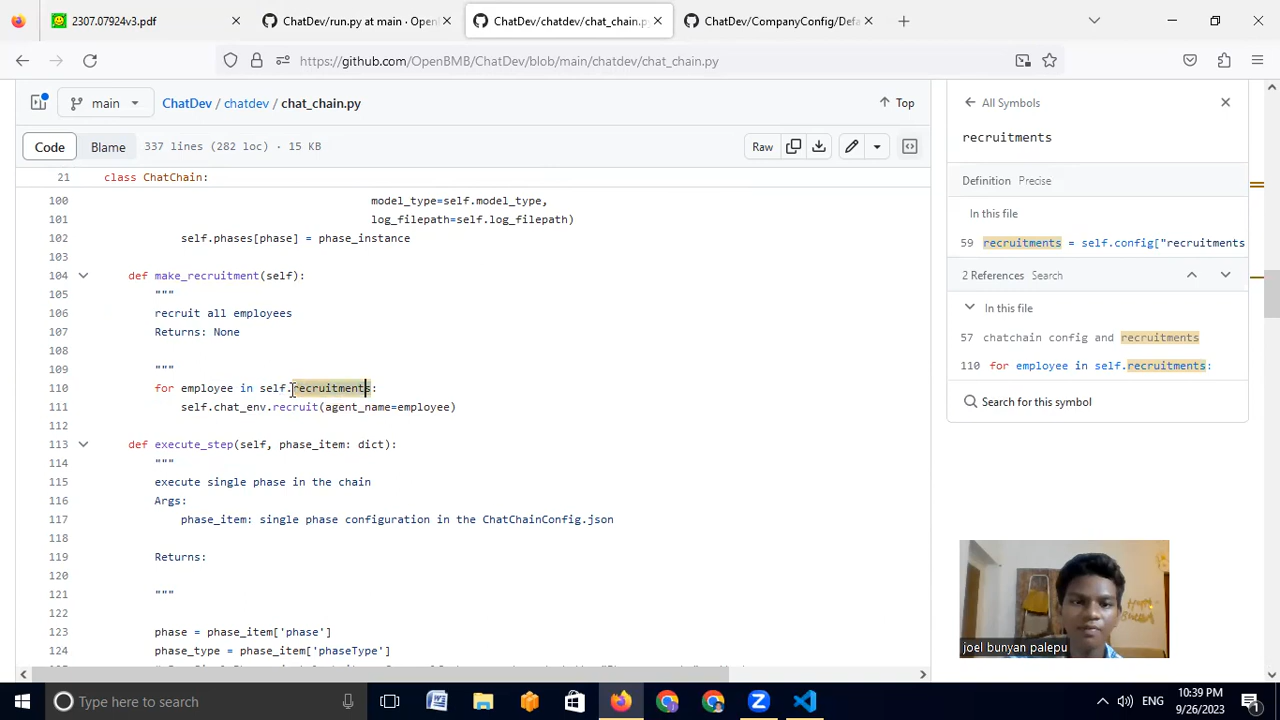 2307.07924v3.pdf
ChatDev/run.py at main · Open
ChatDev/chatdev/chat_chain.py
ChatDev/CompanyConfig/Defa
https://github.com/OpenBMB/ChatDev/blob/main/chatdev/chat_chain.py
main
ChatDev / chatdev / chat_chain.py
Top
Code
Blame
337 lines (282 loc) · 15 KB
Raw
21 class ChatChain:
100 model_type=self.model_type,
101 log_filepath=self.log_filepath)
102 self.phases[phase] = phase_instance
103
104 def make_recruitment(self):
105 """
106 recruit all employees
107 Returns: None
108
109 """
110 for employee in self.recruitments:
111 self.chat_env.recruit(agent_name=employee)
112
113 def execute_step(self, phase_item: dict):
114 """
115 execute single phase in the chain
116 Args:
117 phase_item: single phase configuration in the ChatChainConfig.json
118
119 Returns:
120
121 """
122
123 phase = phase_item['phase']
124 phase_type = phase_item['phaseType']
All Symbols
recruitments
Definition Precise
In this file
59 recruitments = self.config["recruitments
2 References Search
In this file
57 chatchain config and recruitments
110 for employee in self.recruitments:
Search for this symbol
joel bunyan palepu
Type here to search
ENG
10:39 PM
9/26/2023